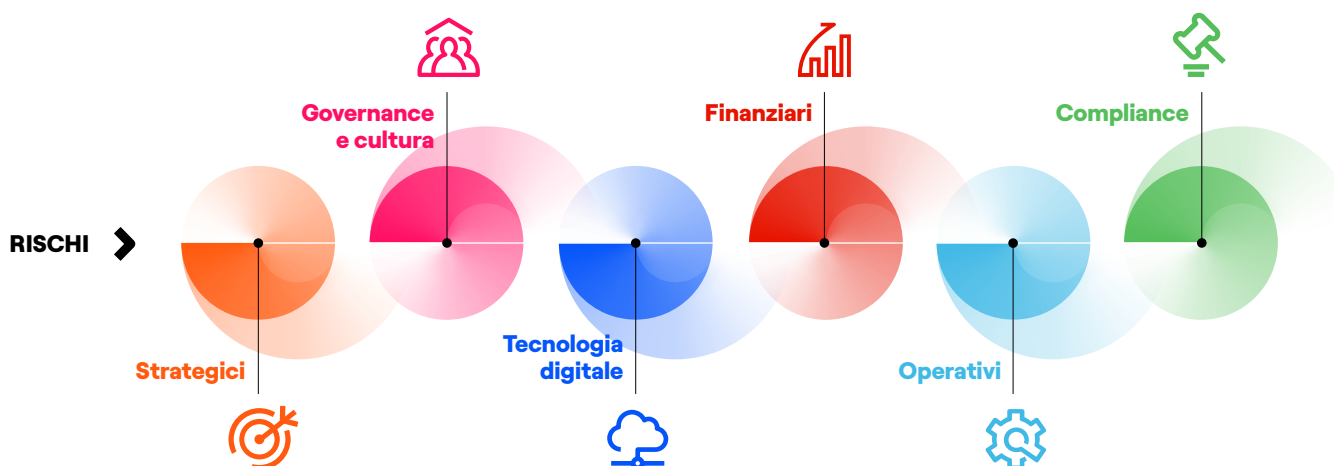 RISCHI
Strategici
Governance
e cultura
Tecnologia
digitale
Finanziari
Operativi
Compliance